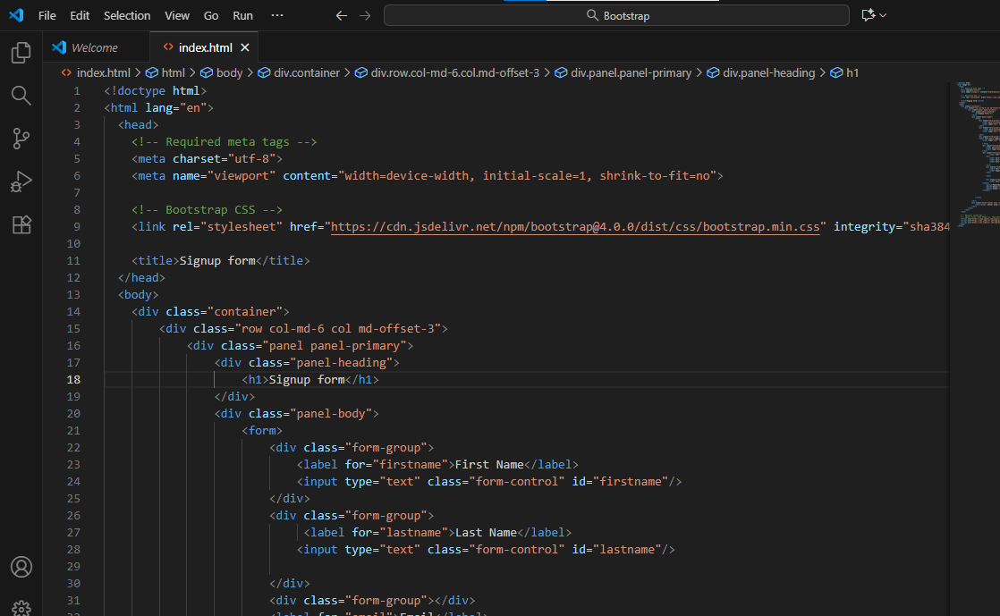 File Edit Selection View Go Run ··· Bootstrap
Welcome index.html
index.html > html > body > div.container > div.row.col-md-6.col.md-offset-3 > div.panel.panel-primary > div.panel-heading > h1
1 <!doctype html>
2 <html lang="en">
3 <head>
4 <!-- Required meta tags -->
5 <meta charset="utf-8">
6 <meta name="viewport" content="width=device-width, initial-scale=1, shrink-to-fit=no">
7
8 <!-- Bootstrap CSS -->
9 <link rel="stylesheet" href="https://cdn.jsdelivr.net/npm/bootstrap@4.0.0/dist/css/bootstrap.min.css" integrity="sha384
10
11 <title>Signup form</title>
12 </head>
13 <body>
14 <div class="container">
15 <div class="row col-md-6 col md-offset-3">
16 <div class="panel panel-primary">
17 <div class="panel-heading">
18 <h1>Signup form</h1>
19 </div>
20 <div class="panel-body">
21 <form>
22 <div class="form-group">
23 <label for="firstname">First Name</label>
24 <input type="text" class="form-control" id="firstname"/>
25 </div>
26 <div class="form-group">
27 <label for="lastname">Last Name</label>
28 <input type="text" class="form-control" id="lastname"/>
29
30 </div>
31 <div class="form-group"></div>
32 <label for="email">Email</label>